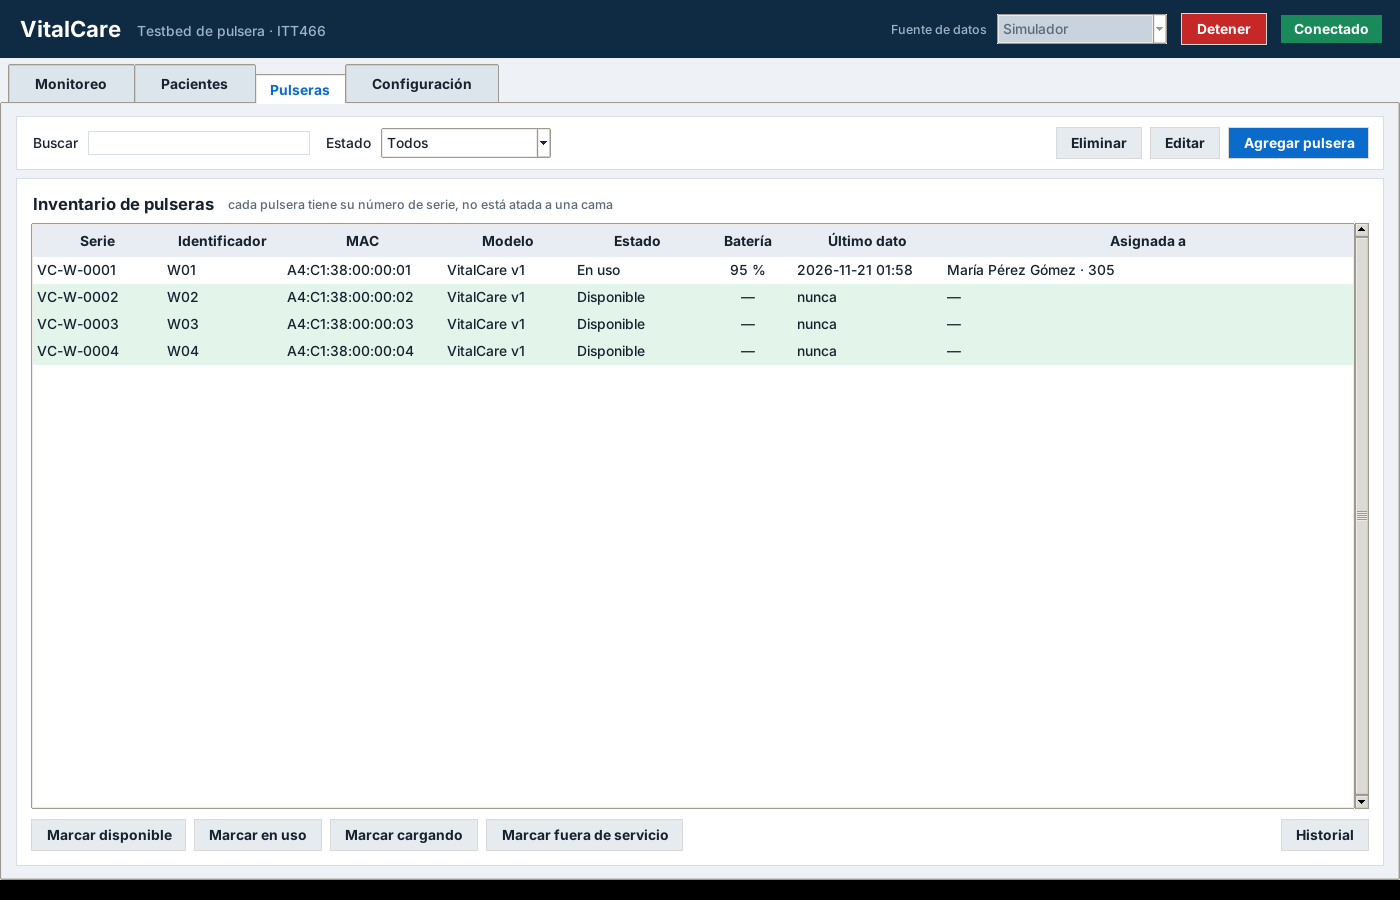 VitalCare Testbed de pulsera · ITT466 Fuente de datos Simulador Detener Conectado
Monitoreo Pacientes Pulseras Configuración
Buscar Estado Todos Eliminar Editar Agregar pulsera
Inventario de pulseras cada pulsera tiene su número de serie, no está atada a una cama
Serie Identificador MAC Modelo Estado Batería Último dato Asignada a
VC-W-0001 W01 A4:C1:38:00:00:01 VitalCare v1 En uso 95 % 2026-11-21 01:58 María Pérez Gómez · 305
VC-W-0002 W02 A4:C1:38:00:00:02 VitalCare v1 Disponible — nunca —
VC-W-0003 W03 A4:C1:38:00:00:03 VitalCare v1 Disponible — nunca —
VC-W-0004 W04 A4:C1:38:00:00:04 VitalCare v1 Disponible — nunca —
Marcar disponible Marcar en uso Marcar cargando Marcar fuera de servicio Historial